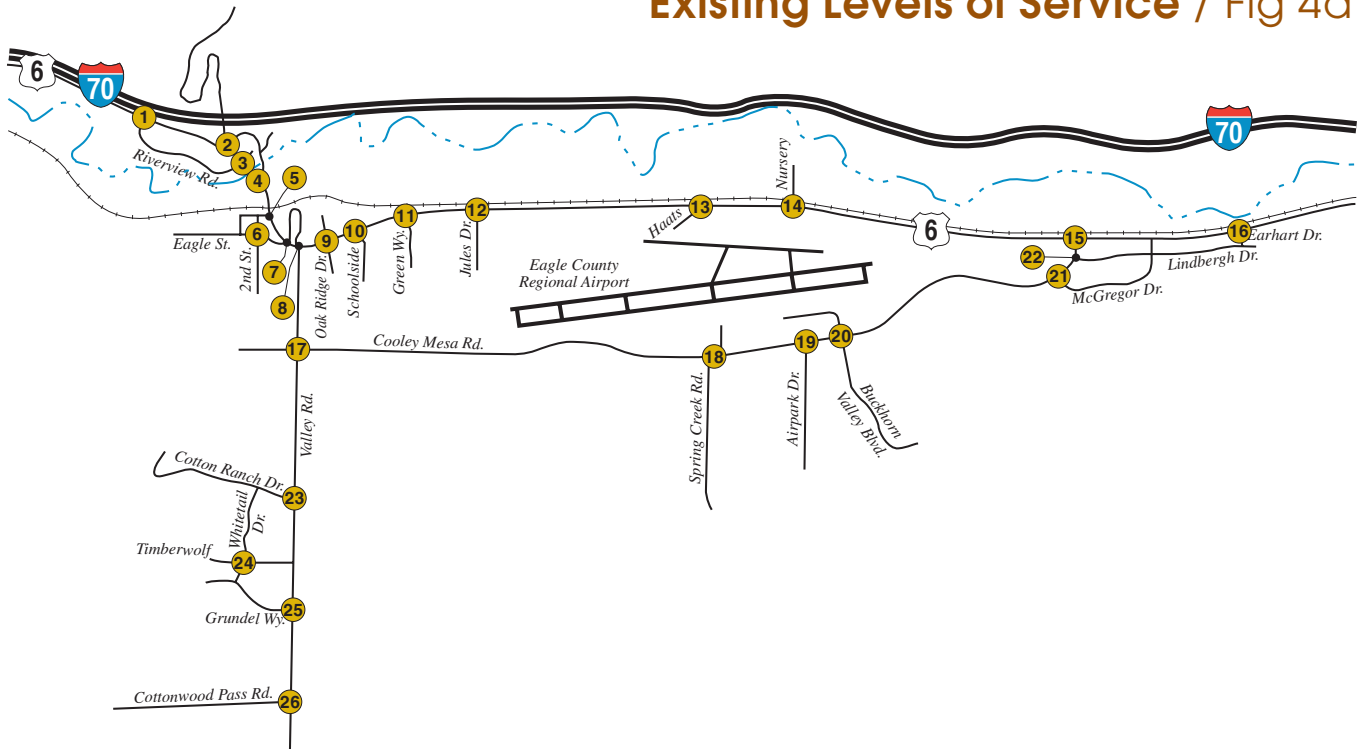 Existing Levels of Service / Fig 4a
6
70
70
1
2
3
4
5
Riverview Rd.
Nursery
6
Eagle St.
2nd St.
7
8
9
Oak Ridge Dr.
10
Schoolside
11
Green Wy.
12
Jules Dr.
Haats
13
14
6
15
16
Earhart Dr.
22
Lindbergh Dr.
21
McGregor Dr.
Eagle County
Regional Airport
17
Cooley Mesa Rd.
18
19
20
Valley Rd.
Spring Creek Rd.
Airpark Dr.
Buckhorn
Valley Blvd.
Cotton Ranch Dr.
23
Whitetail
Dr.
Timberwolf
24
Grundel Wy.
25
Cottonwood Pass Rd.
26